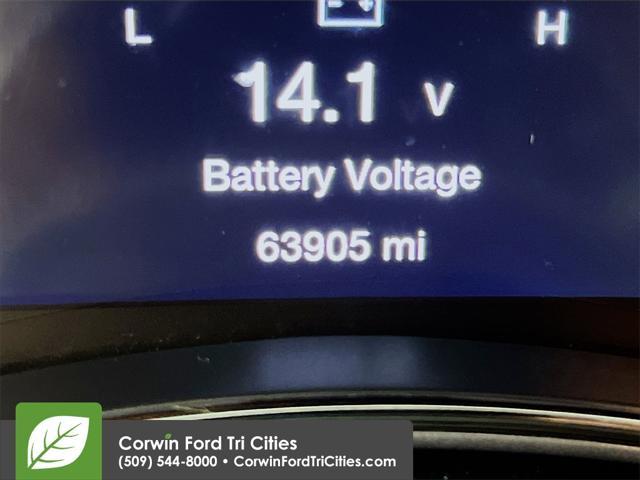 L H
14.1 V
Battery Voltage
63905 mi
Corwin Ford Tri Cities
(509) 544-8000 • CorwinFordTriCities.com